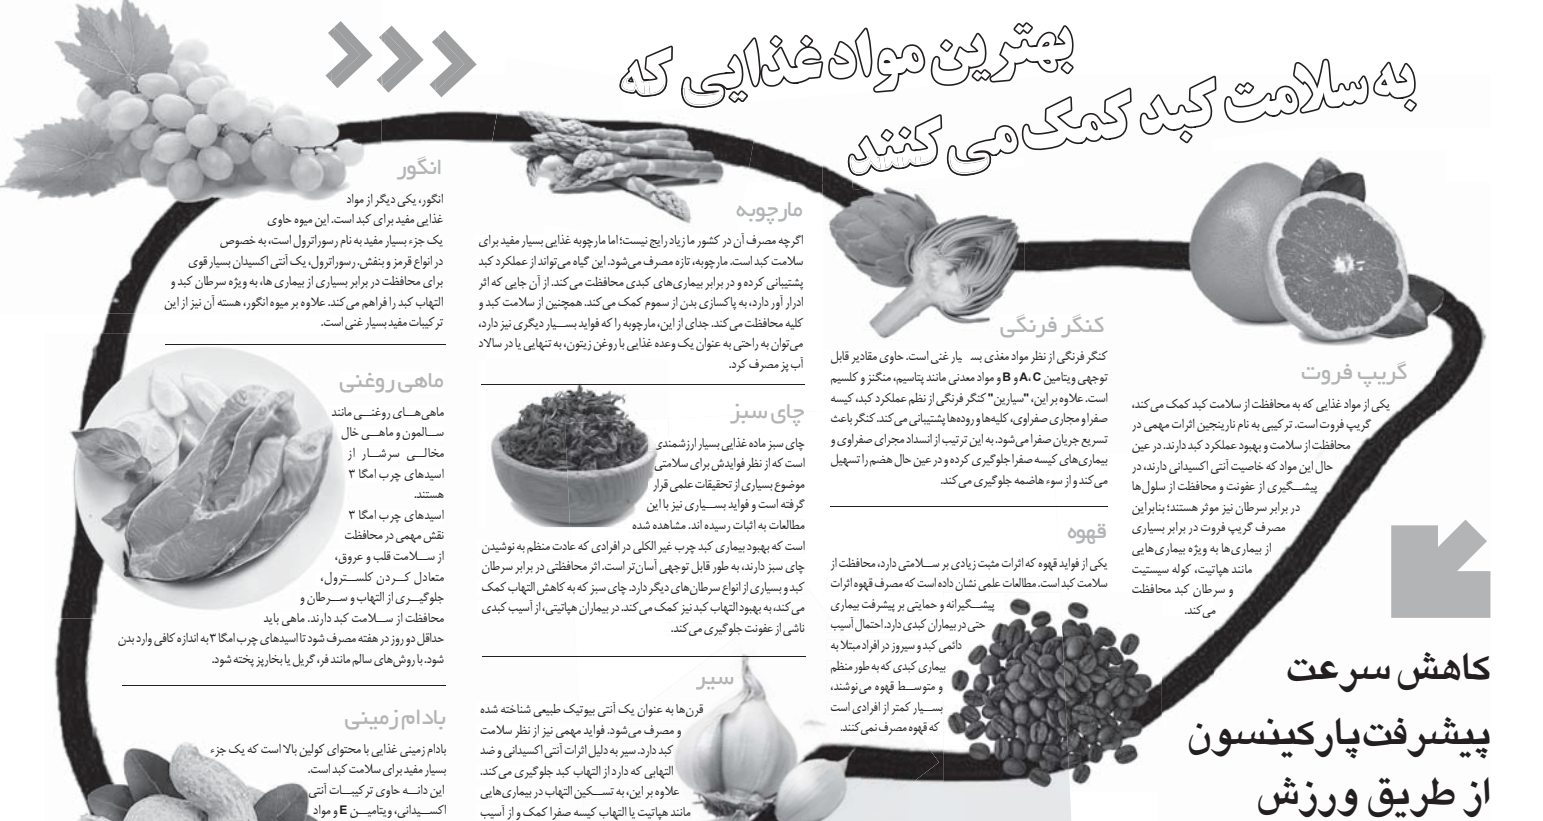 بهترین مواد غذایی که
به سلامت کبد کمک می کنند
گریپ فروت
یکی از مواد غذایی که به محافظت از سلامت کبد کمک می‌کند،
گریپ فروت است. ترکیبی به نام نارینجین اثرات مهمی در
محافظت از سلامت و بهبود عملکرد کبد دارند. در عین
حال این مواد که خاصیت آنتی اکسیدانی دارند، در
پیشگیری از عفونت و محافظت از سلول‌ها
در برابر سرطان نیز موثر هستند؛ بنابراین
مصرف گریپ فروت در برابر بسیاری
از بیماری‌ها به ویژه بیماری‌هایی
مانند هپاتیت، کوله سیستیت
و سرطان کبد محافظت
می‌کند.
کاهش سرعت
پیشرفت پارکینسون
از طریق ورزش
کنگر فرنگی
کنگر فرنگی از نظر مواد مغذی بسیار غنی است. حاوی مقادیر قابل
توجهی ویتامین A، C و B و مواد معدنی مانند پتاسیم، منگنز و کلسیم
است. علاوه بر این، "سیارین" کنگر فرنگی از نظم عملکرد کبد، کیسه
صفرا و مجاری صفراوی، کلیه‌ها و روده‌ها پشتیبانی می‌کند. کنگر باعث
تسریع جریان صفرا می‌شود. به این ترتیب از انسداد مجرای صفراوی و
بیماری‌های کیسه صفرا جلوگیری کرده و در عین حال هضم را تسهیل
می‌کند و از سوء هاضمه جلوگیری می‌کند.
قهوه
یکی از فواید قهوه که اثرات مثبت زیادی بر سلامتی دارد، محافظت از
سلامت کبد است. مطالعات علمی نشان داده است که مصرف قهوه اثرات
پیشگیرانه و حمایتی بر پیشرفت بیماری
حتی در بیماران کبدی دارد. احتمال آسیب
دائمی کبد و سیروز در افراد مبتلا به
بیماری کبدی که به طور منظم
و متوسط قهوه می‌نوشند،
بسیار کمتر از افرادی است
که قهوه مصرف نمی‌کنند.
مارچوبه
اگرچه مصرف آن در کشور ما زیاد رایج نیست؛ اما مارچوبه غذایی بسیار مفید برای
سلامت کبد است. مارچوبه، تازه مصرف می‌شود. این گیاه می‌تواند از عملکرد کبد
پشتیبانی کرده و در برابر بیماری‌های کبدی محافظت می‌کند. از آن جایی که اثر
ادرار آور دارد، به پاکسازی بدن از سموم کمک می‌کند. همچنین از سلامت کبد و
کلیه محافظت می‌کند. جدای از این، مارچوبه را که فواید بسیار دیگری نیز دارد،
می‌توان به راحتی به عنوان یک وعده غذایی با روغن زیتون، به تنهایی یا در سالاد
آب پز مصرف کرد.
چای سبز
چای سبز ماده غذایی بسیار ارزشمندی
است که از نظر فوایدش برای سلامتی
موضوع بسیاری از تحقیقات علمی قرار
گرفته است و فواید بسیاری نیز با این
مطالعات به اثبات رسیده اند. مشاهده شده
است که بهبود بیماری کبد چرب غیر الکلی در افرادی که عادت منظم به نوشیدن
چای سبز دارند، به طور قابل توجهی آسان‌تر است. اثر محافظتی در برابر سرطان
کبد و بسیاری از انواع سرطان‌های دیگر دارد. چای سبز که به کاهش التهاب کمک
می‌کند، به بهبود التهاب کبد نیز کمک می‌کند. در بیماران هپاتیتی، از آسیب کبدی
ناشی از عفونت جلوگیری می‌کند.
سیر
قرن‌ها به عنوان یک آنتی بیوتیک طبیعی شناخته شده
و مصرف می‌شود. فواید مهمی نیز از نظر سلامت
کبد دارد. سیر به دلیل اثرات آنتی اکسیدانی و ضد
التهابی که دارد از التهاب کبد جلوگیری می‌کند.
علاوه بر این، به تسکین التهاب در بیماری‌هایی
مانند هپاتیت یا التهاب کیسه صفرا کمک و از آسیب
انگور
انگور، یکی دیگر از مواد
غذایی مفید برای کبد است. این میوه حاوی
یک جزء بسیار مفید به نام رسوراترول است، به خصوص
در انواع قرمز و بنفش. رسوراترول، یک آنتی اکسیدان بسیار قوی
برای محافظت در برابر بسیاری از بیماری ها، به ویژه سرطان کبد و
التهاب کبد را فراهم می‌کند. علاوه بر میوه انگور، هسته آن نیز از این
ترکیبات مفید بسیار غنی است.
ماهی روغنی
ماهی‌های روغنی مانند
سالمون و ماهی خال
مخالی سرشار از
اسیدهای چرب امگا ۳
هستند.
اسیدهای چرب امگا ۳
نقش مهمی در محافظت
از سلامت قلب و عروق،
متعادل کردن کلسترول،
جلوگیری از التهاب و سرطان و
محافظت از سلامت کبد دارند. ماهی باید
حداقل دو روز در هفته مصرف شود تا اسیدهای چرب امگا ۳ به اندازه کافی وارد بدن
شود. با روش‌های سالم مانند فر، گریل یا بخارپز پخته شود.
بادام زمینی
بادام زمینی غذایی با محتوای کولین بالا است که یک جزء
بسیار مفید برای سلامت کبد است.
این دانه حاوی ترکیبات آنتی
اکسیدانی، ویتامین E و مواد